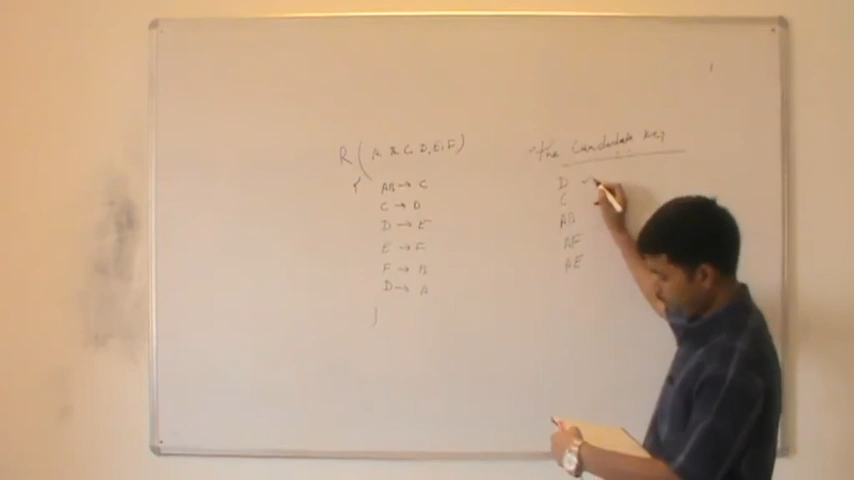 R ( A, B, C, D, E, F )
{ AB → C
C → D
D → E
E → F
F → B
D → A
}
The Candidate key
D
C
AB
AF
AE